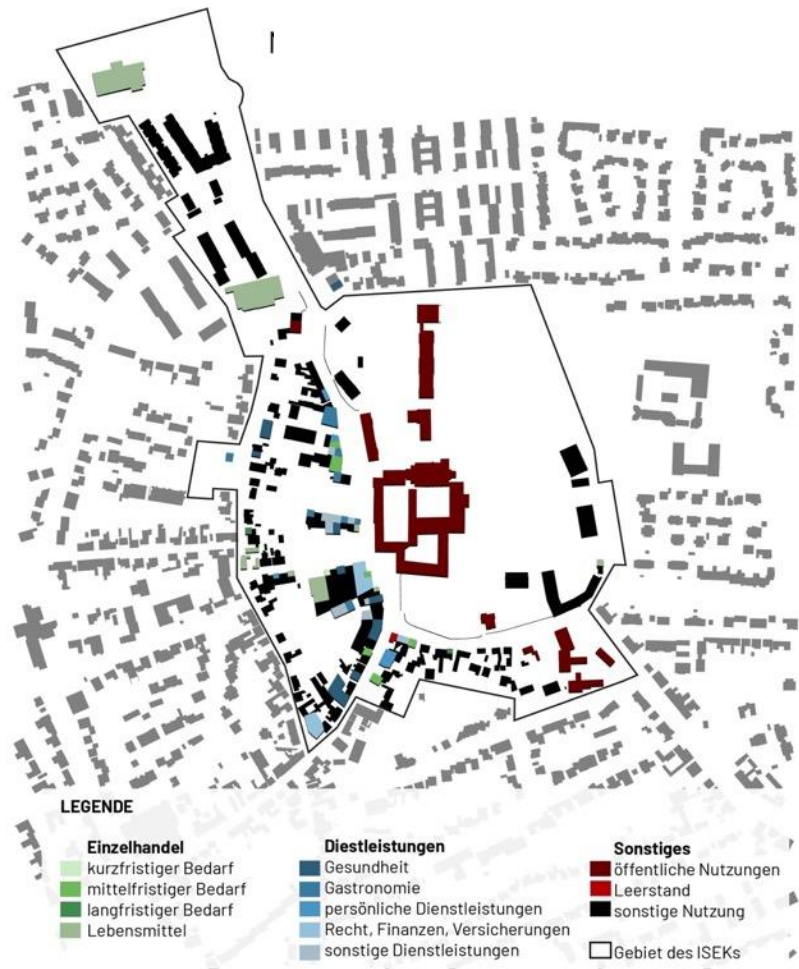 LEGENDE
Einzelhandel
kurzfristiger Bedarf
mittelfristiger Bedarf
langfristiger Bedarf
Lebensmittel
Diestleistungen
Gesundheit
Gastronomie
persönliche Dienstleistungen
Recht, Finanzen, Versicherungen
sonstige Dienstleistungen
Sonstiges
öffentliche Nutzungen
Leerstand
sonstige Nutzung
Gebiet des ISEKs